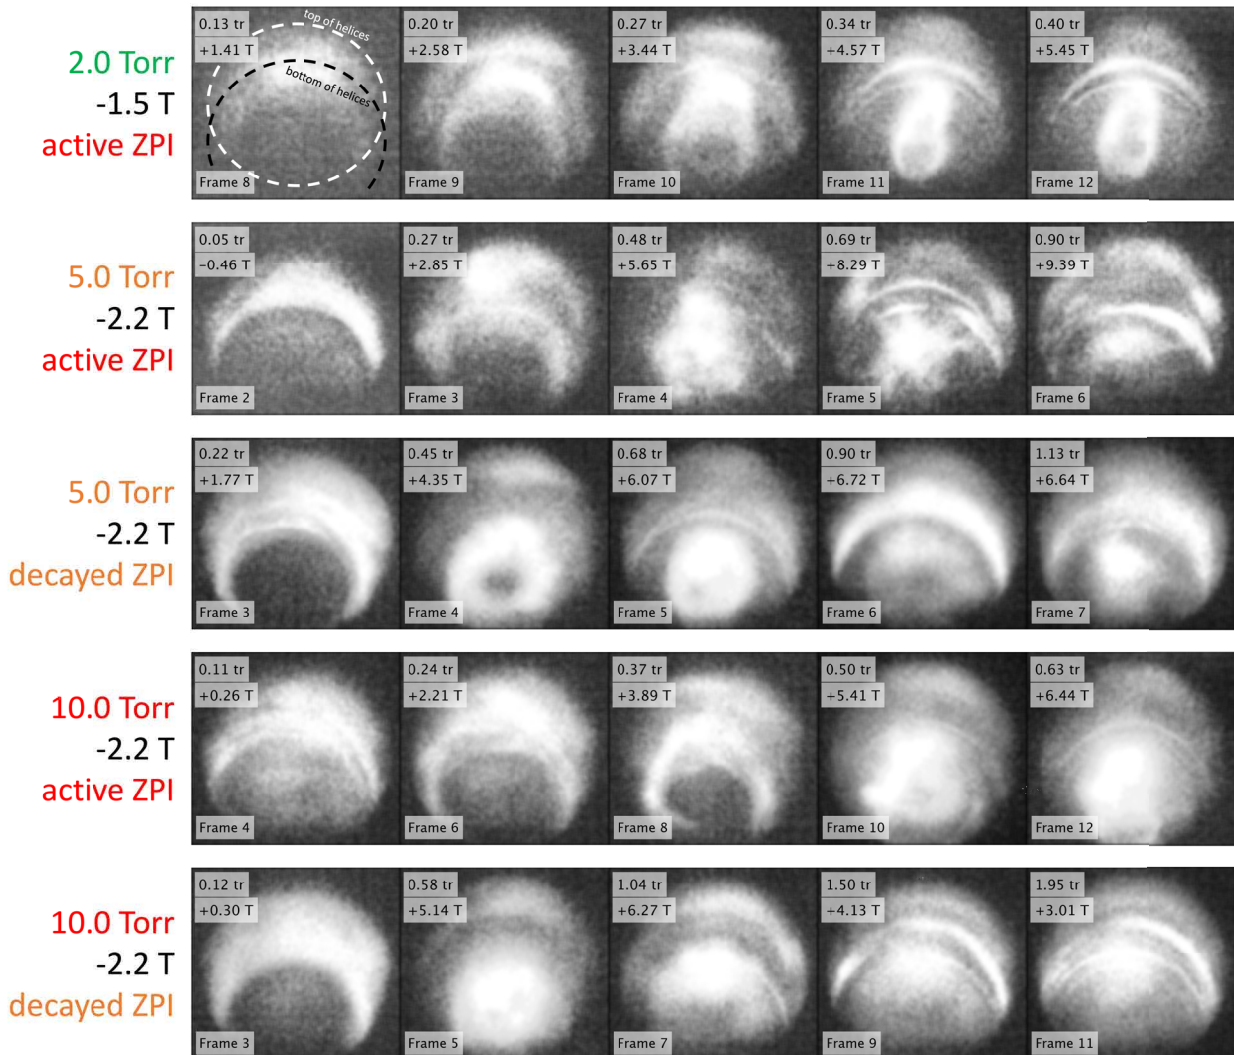 2.0 Torr
-1.5 T
active ZPI
0.13 tr
+1.41 T
top of helices
bottom of helices
Frame 8
0.20 tr
+2.58 T
Frame 9
0.27 tr
+3.44 T
Frame 10
0.34 tr
+4.57 T
Frame 11
0.40 tr
+5.45 T
Frame 12
5.0 Torr
-2.2 T
active ZPI
0.05 tr
−0.46 T
Frame 2
0.27 tr
+2.85 T
Frame 3
0.48 tr
+5.65 T
Frame 4
0.69 tr
+8.29 T
Frame 5
0.90 tr
+9.39 T
Frame 6
5.0 Torr
-2.2 T
decayed ZPI
0.22 tr
+1.77 T
Frame 3
0.45 tr
+4.35 T
Frame 4
0.68 tr
+6.07 T
Frame 5
0.90 tr
+6.72 T
Frame 6
1.13 tr
+6.64 T
Frame 7
10.0 Torr
-2.2 T
active ZPI
0.11 tr
+0.26 T
Frame 4
0.24 tr
+2.21 T
Frame 6
0.37 tr
+3.89 T
Frame 8
0.50 tr
+5.41 T
Frame 10
0.63 tr
+6.44 T
Frame 12
10.0 Torr
-2.2 T
decayed ZPI
0.12 tr
+0.30 T
Frame 3
0.58 tr
+5.14 T
Frame 5
1.04 tr
+6.27 T
Frame 7
1.50 tr
+4.13 T
Frame 9
1.95 tr
+3.01 T
Frame 11